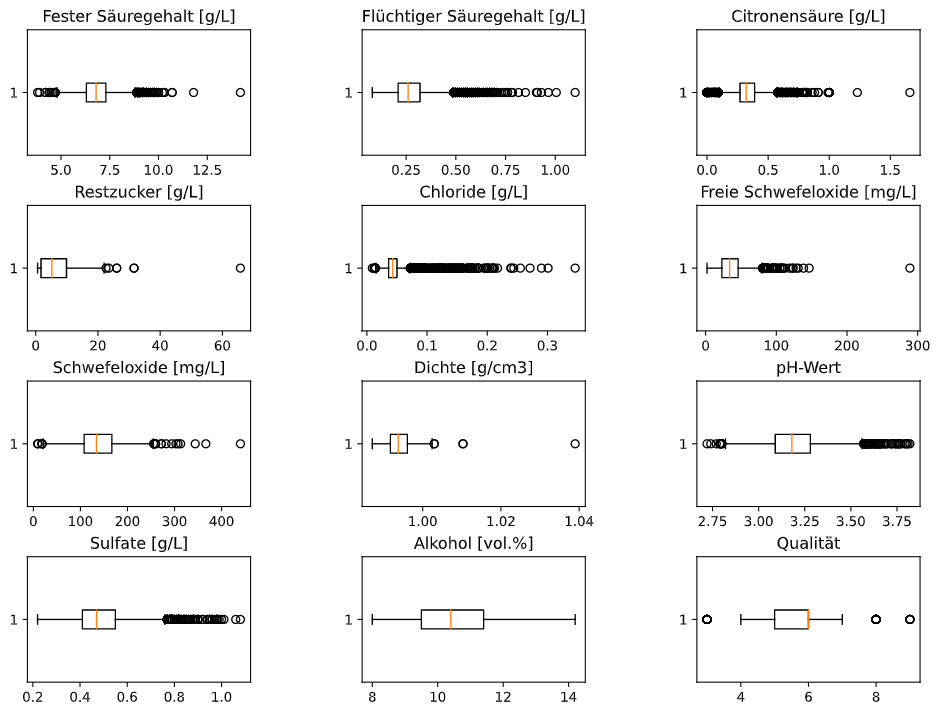 Fester Säuregehalt [g/L] Flüchtiger Säuregehalt [g/L] Citronensäure [g/L]
1 1 1
5.0 7.5 10.0 12.5 0.25 0.50 0.75 1.00 0.0 0.5 1.0 1.5
Restzucker [g/L] Chloride [g/L] Freie Schwefeloxide [mg/L]
1 1 1
0 20 40 60 0.0 0.1 0.2 0.3 0 100 200 300
Schwefeloxide [mg/L] Dichte [g/cm3] pH-Wert
1 1 1
0 100 200 300 400 1.00 1.02 1.04 2.75 3.00 3.25 3.50 3.75
Sulfate [g/L] Alkohol [vol.%] Qualität
1 1 1
0.2 0.4 0.6 0.8 1.0 8 10 12 14 4 6 8